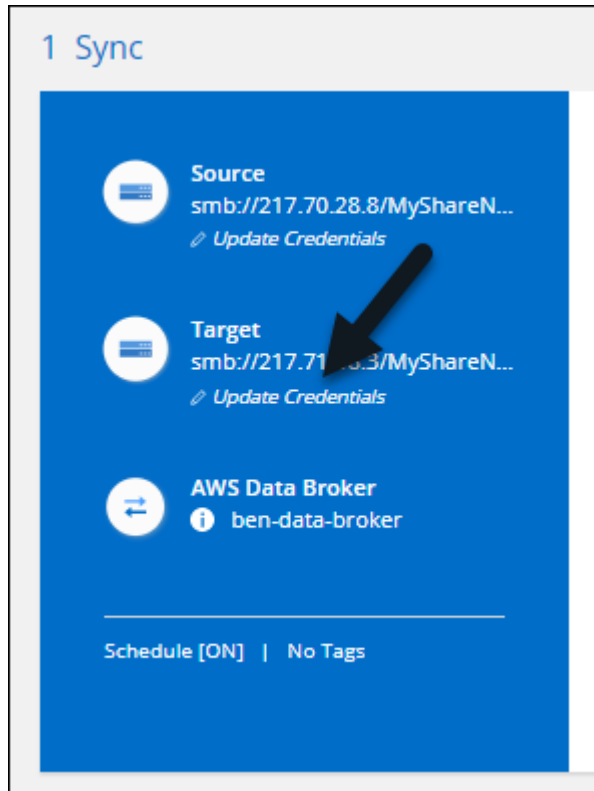 1 Sync
Source
smb://217.70.28.8/MyShareN...
Update Credentials
Target
smb://217.71 .3/MyShareN...
Update Credentials
AWS Data Broker
ben-data-broker
Schedule [ON] | No Tags